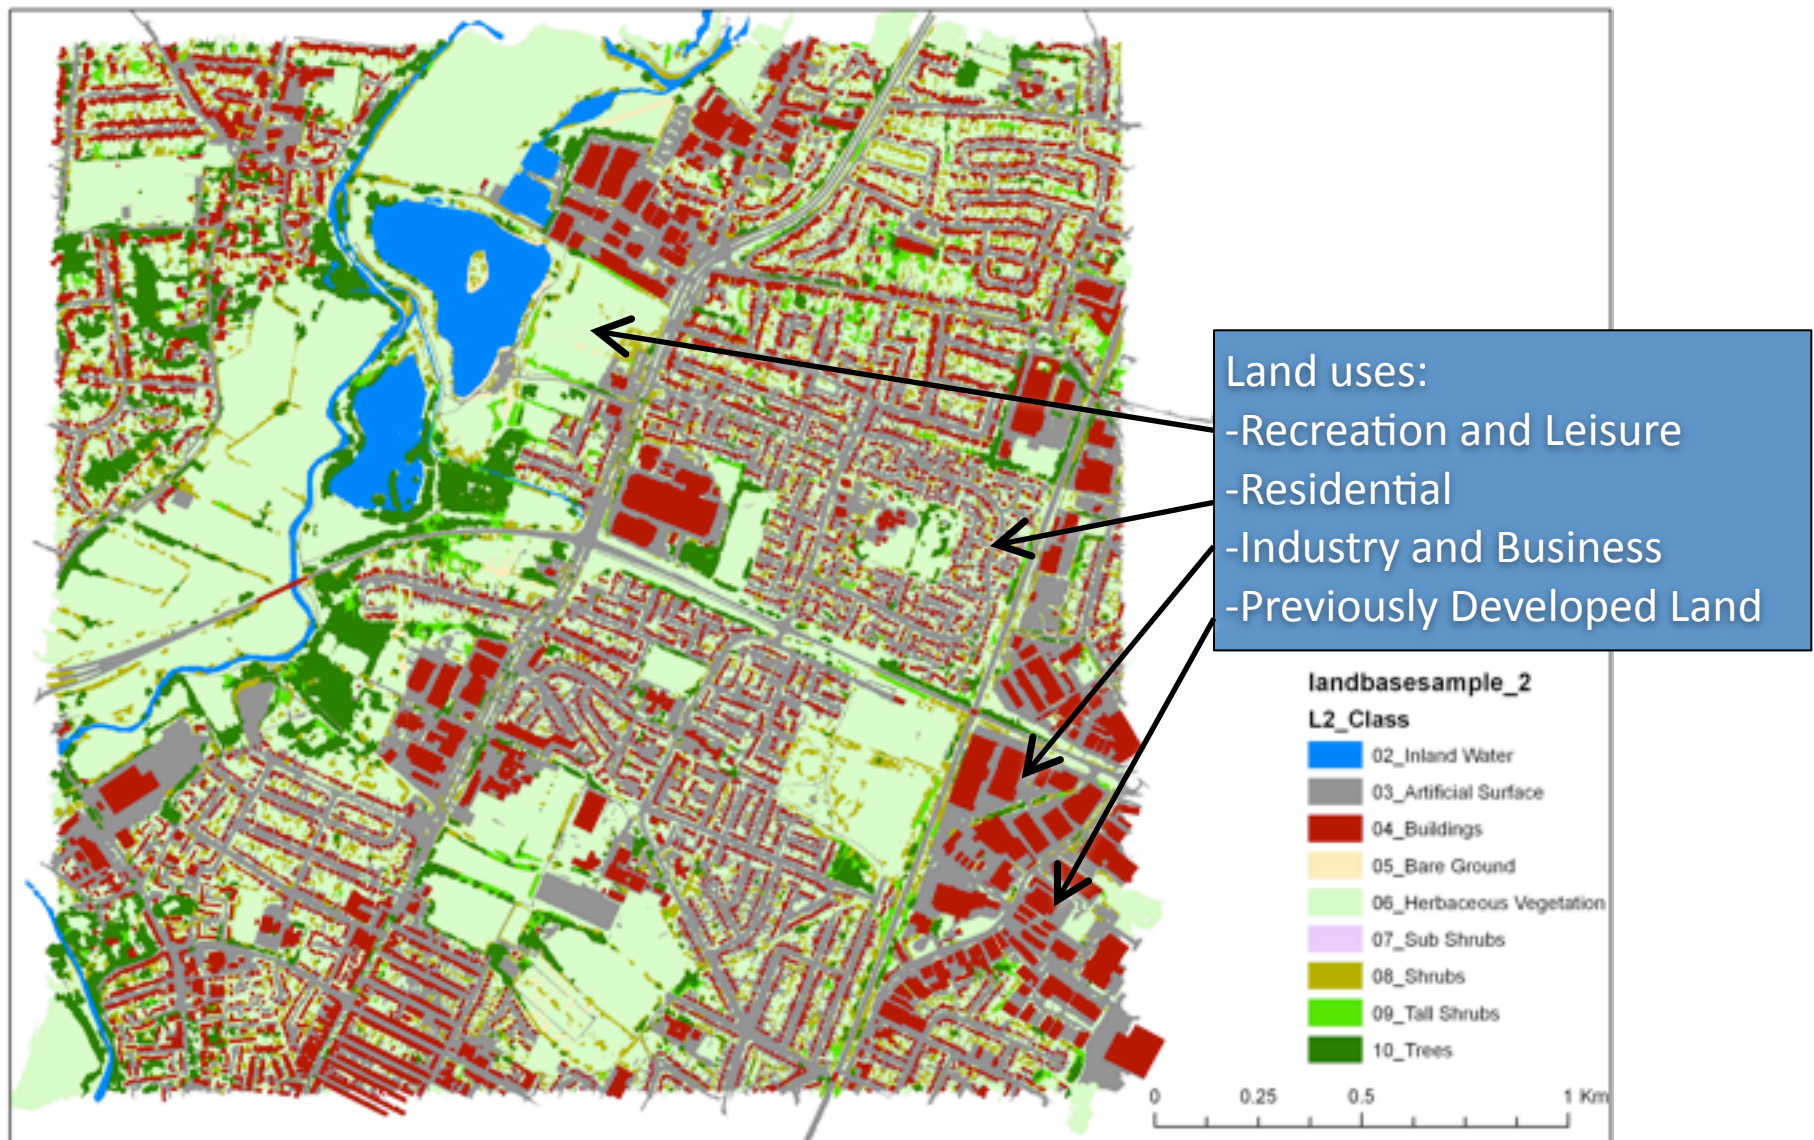 Land uses:
-Recreation and Leisure
-Residential
-Industry and Business
-Previously Developed Land
landbasesample_2
L2_Class
02_Inland Water
03_Artificial Surface
04_Buildings
05_Bare Ground
06_Herbaceous Vegetation
07_Sub Shrubs
08_Shrubs
09_Tall Shrubs
10_Trees
0 0.25 0.5 1 Km